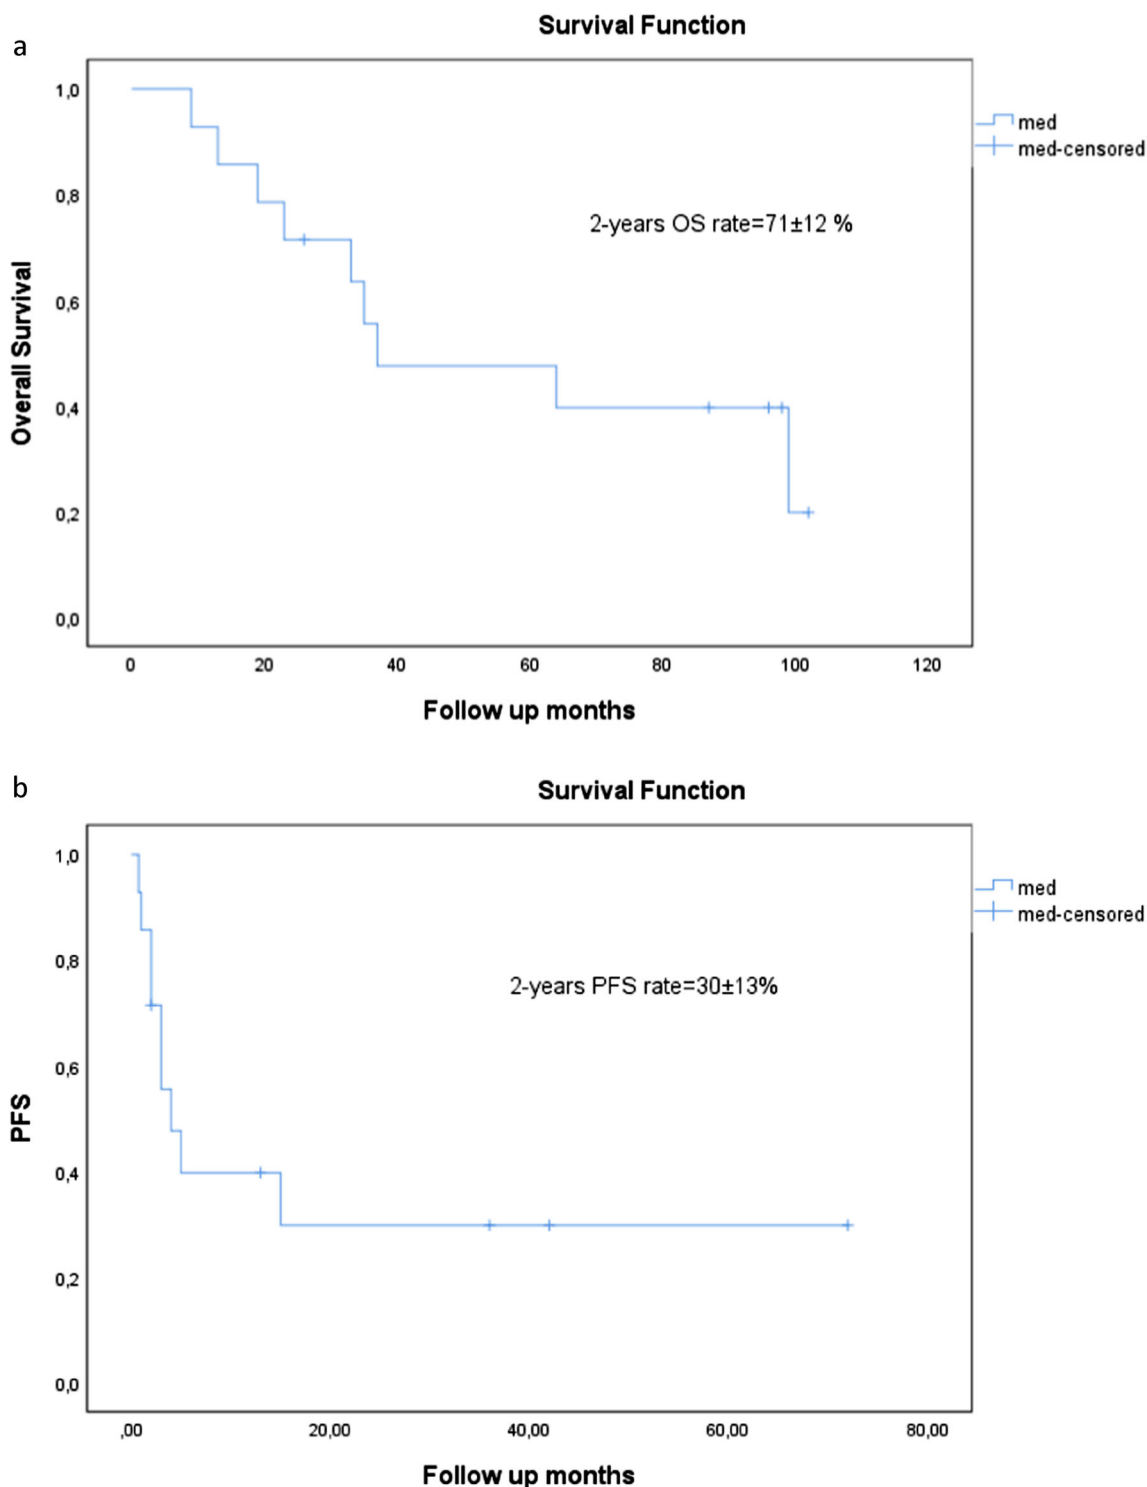 a
Survival Function
1,0
0,8
0,6
0,4
0,2
0,0
Overall Survival
2-years OS rate=71±12 %
med
med-censored
0 20 40 60 80 100 120
Follow up months
b
Survival Function
1,0
0,8
0,6
0,4
0,2
0,0
PFS
2-years PFS rate=30±13%
med
med-censored
,00 20,00 40,00 60,00 80,00
Follow up months